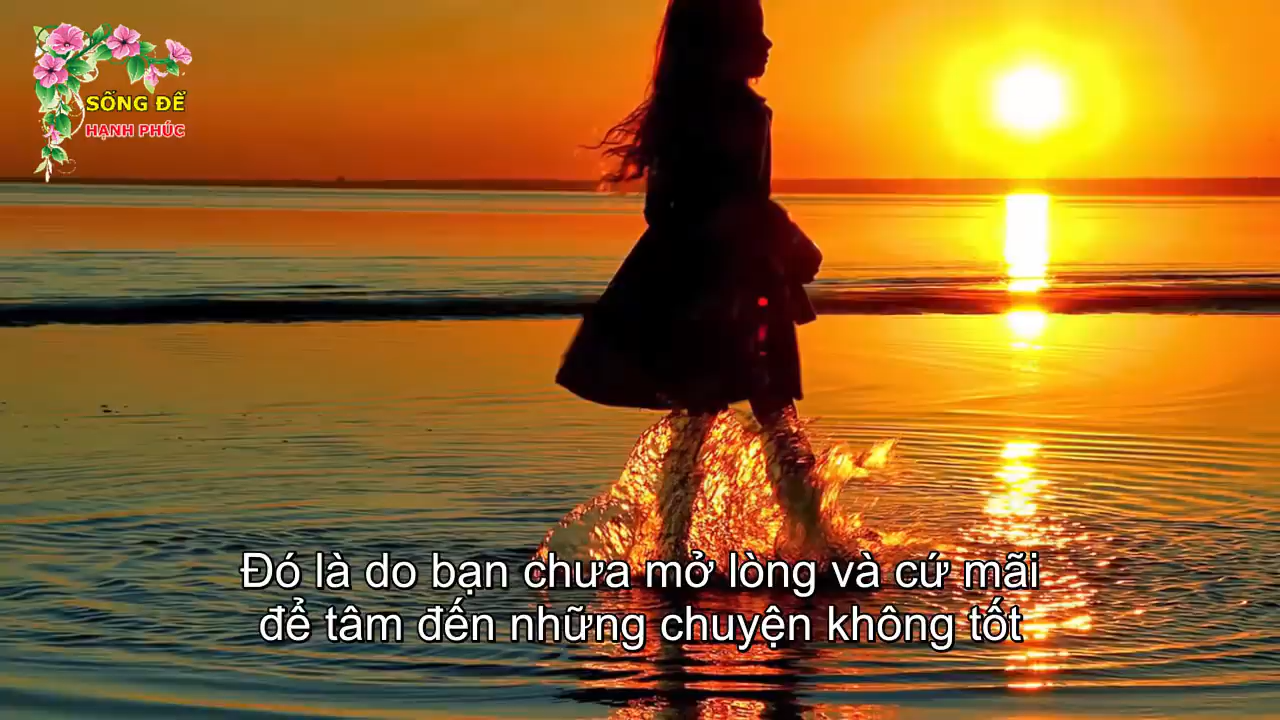 SỐNG ĐỂ
HẠNH PHÚC
Đó là do bạn chưa mở lòng và cứ mãi
để tâm đến những chuyện không tốt